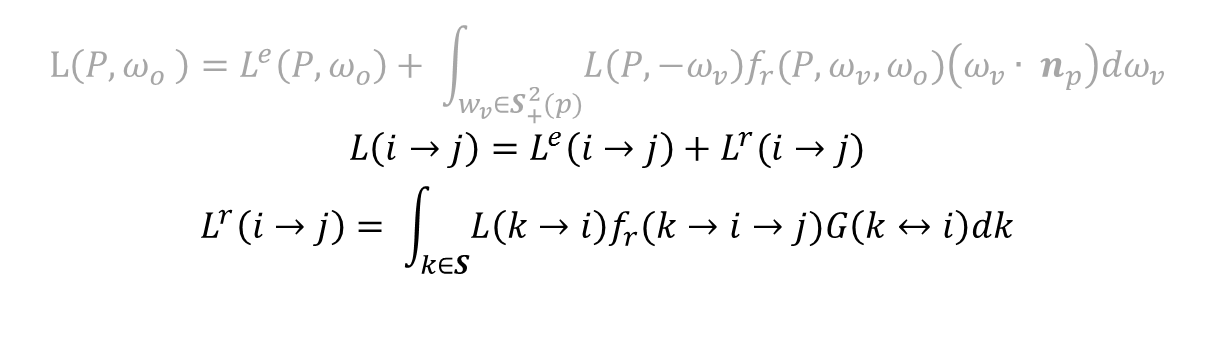 L(P, ω_o ) = L^e(P, ω_o) + ∫_{w_v∈S^2_+(p)} L(P, −ω_v)f_r(P, ω_v, ω_o)(ω_v · n_p)dω_v
L(i → j) = L^e(i → j) + L^r(i → j)
L^r(i → j) = ∫_{k∈S} L(k → i)f_r(k → i → j)G(k ↔ i)dk